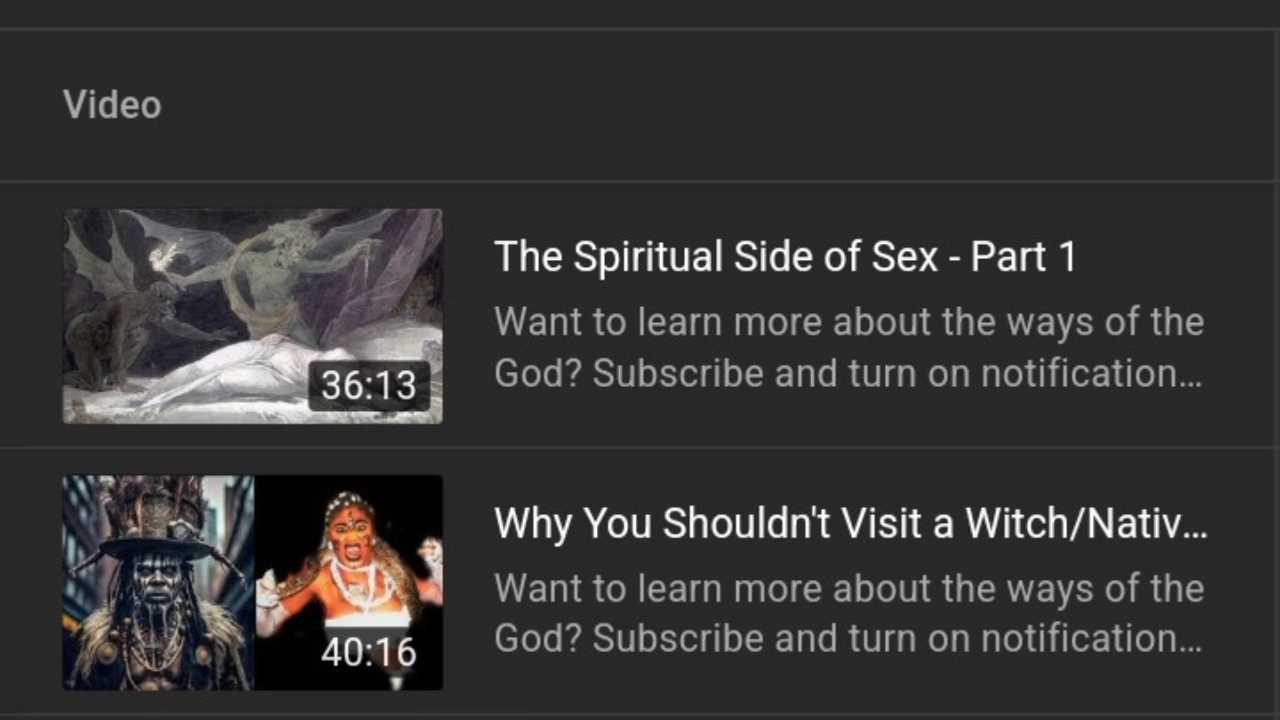 Video
36:13
The Spiritual Side of Sex - Part 1
Want to learn more about the ways of the
God? Subscribe and turn on notification...
40:16
Why You Shouldn't Visit a Witch/Nativ...
Want to learn more about the ways of the
God? Subscribe and turn on notification...